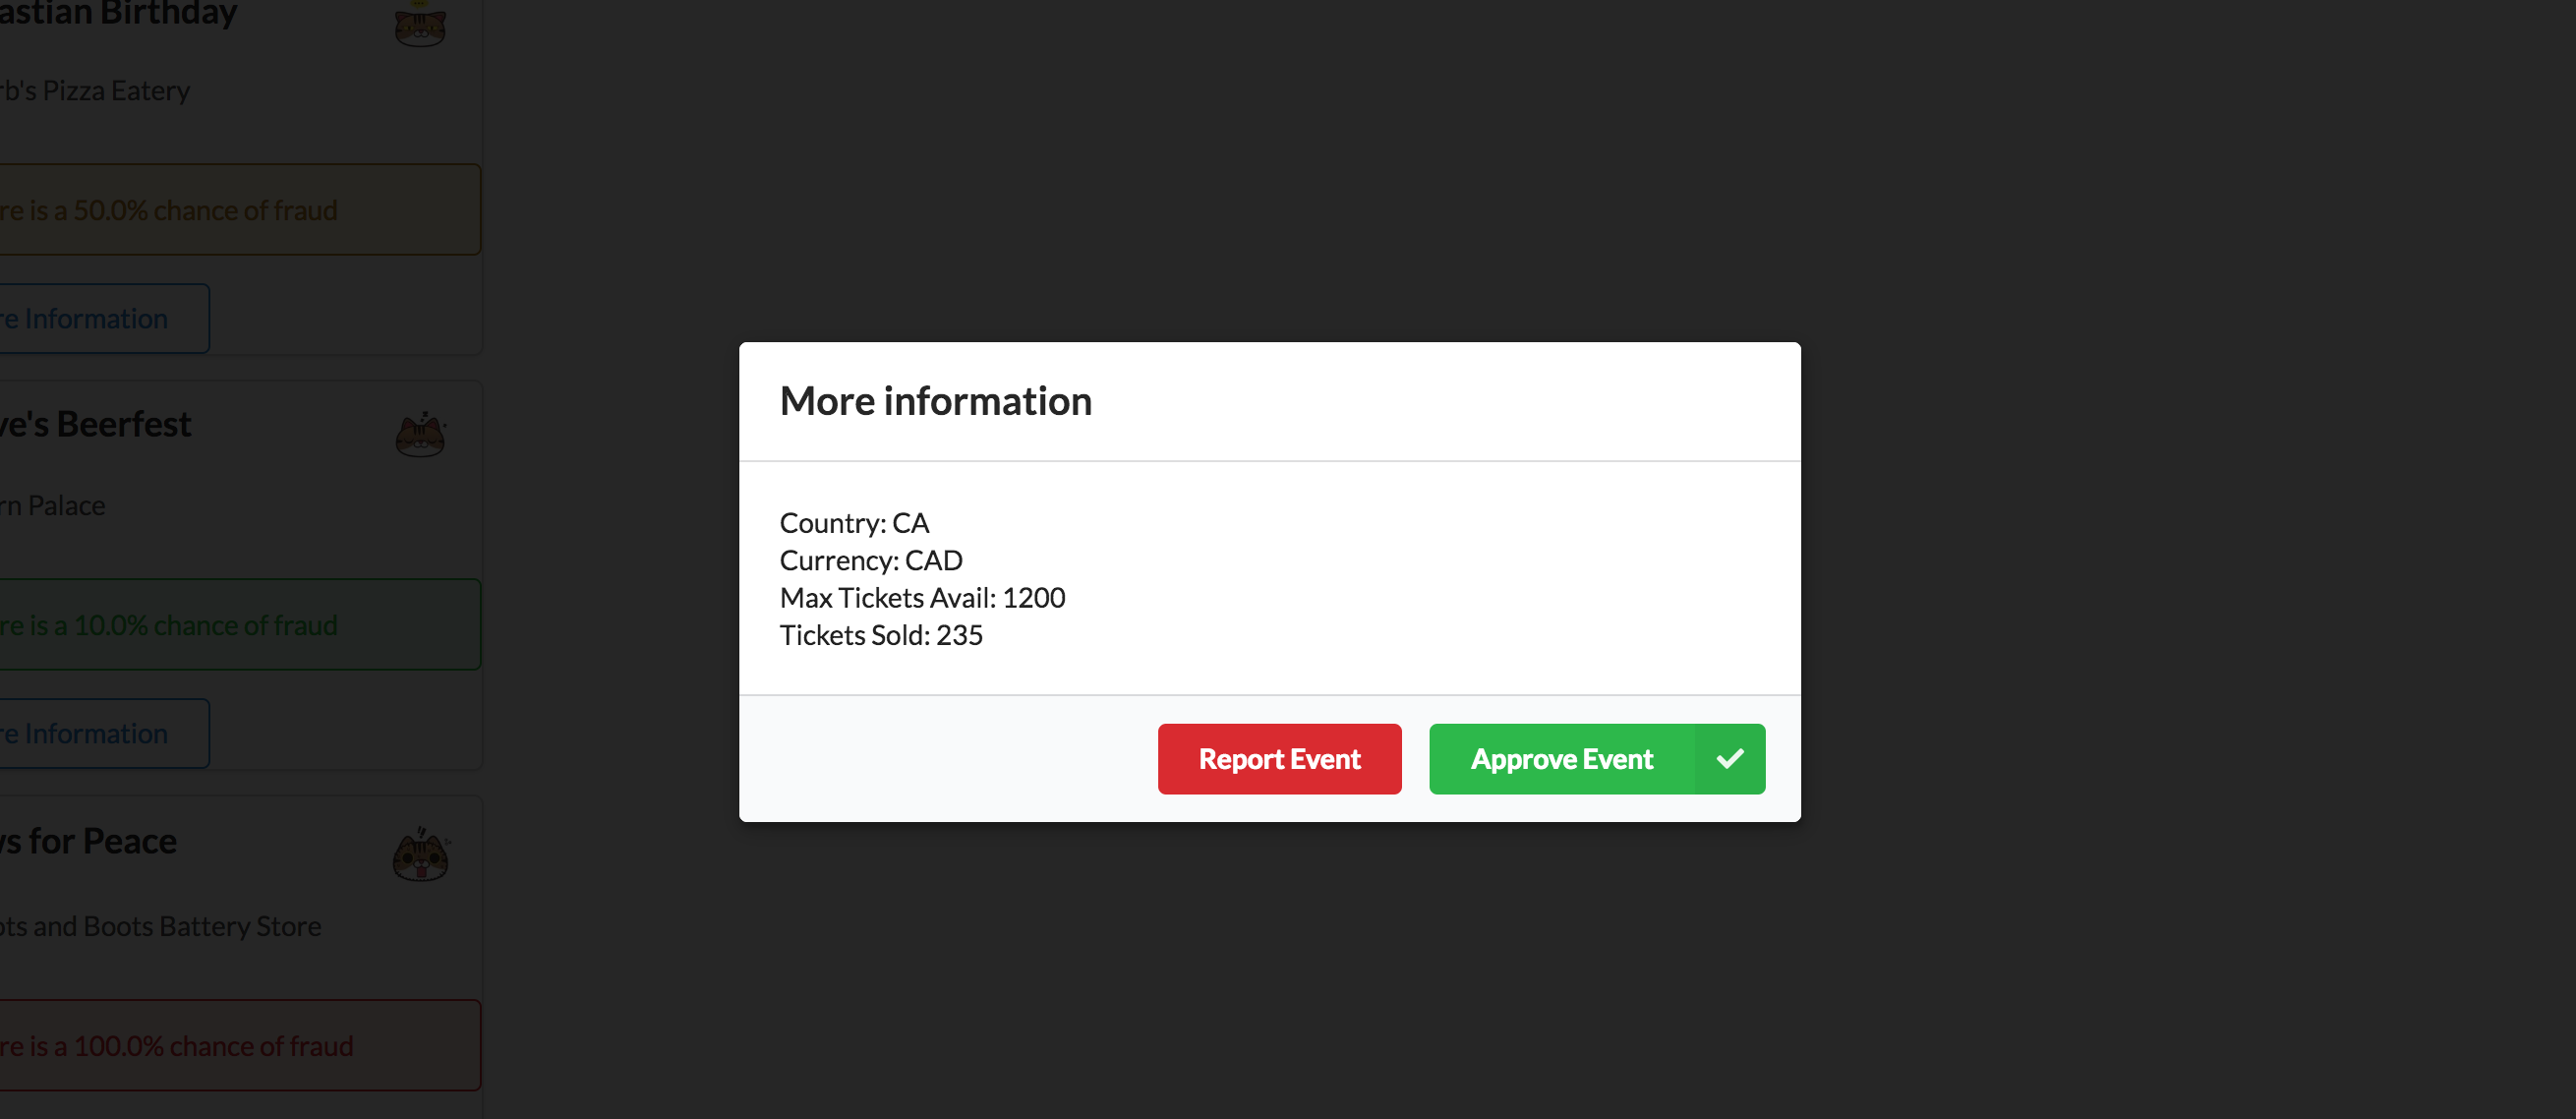 astian Birthday
rb's Pizza Eatery
re is a 50.0% chance of fraud
re Information
ve's Beerfest
rn Palace
re is a 10.0% chance of fraud
re Information
ws for Peace
ots and Boots Battery Store
re is a 100.0% chance of fraud
More information
Country: CA
Currency: CAD
Max Tickets Avail: 1200
Tickets Sold: 235
Report Event
Approve Event